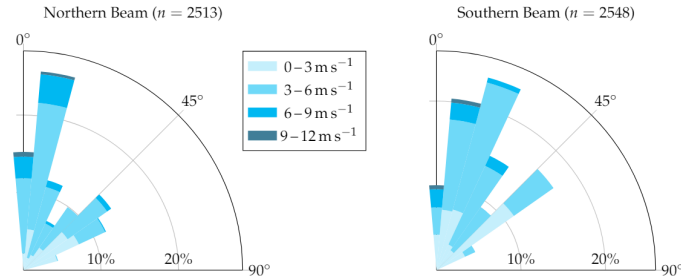 Northern Beam (n = 2513)
0°
45°
90°
10%
20%
0–3 m s⁻¹
3–6 m s⁻¹
6–9 m s⁻¹
9–12 m s⁻¹
Southern Beam (n = 2548)
0°
45°
90°
10%
20%